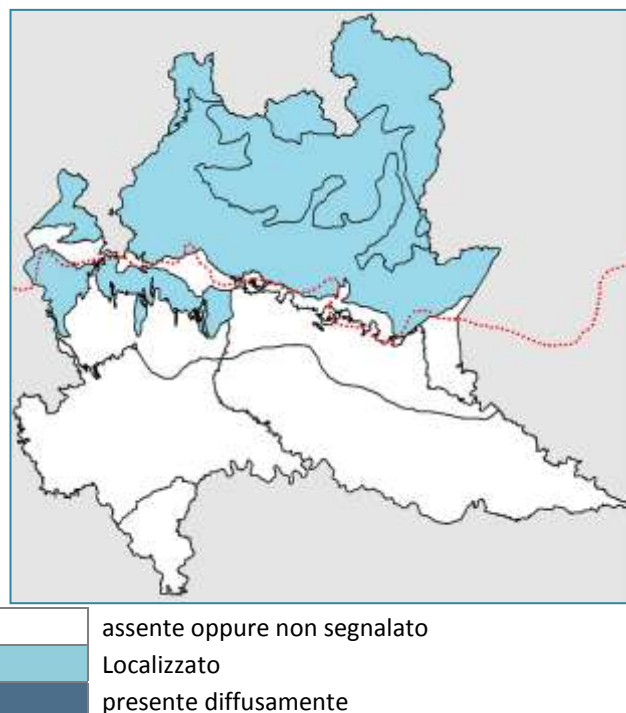 assente oppure non segnalato
Localizzato
presente diffusamente